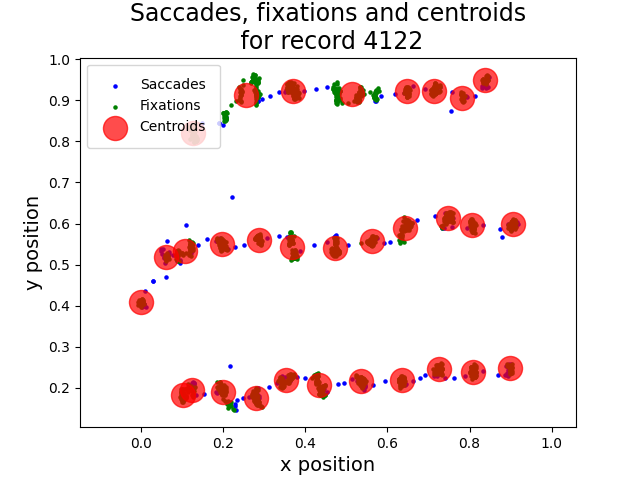 Saccades, fixations and centroids
for record 4122
Saccades
Fixations
Centroids
1.0
0.9
0.8
0.7
0.6
0.5
0.4
0.3
0.2
y position
0.0
0.2
0.4
0.6
0.8
1.0
x position